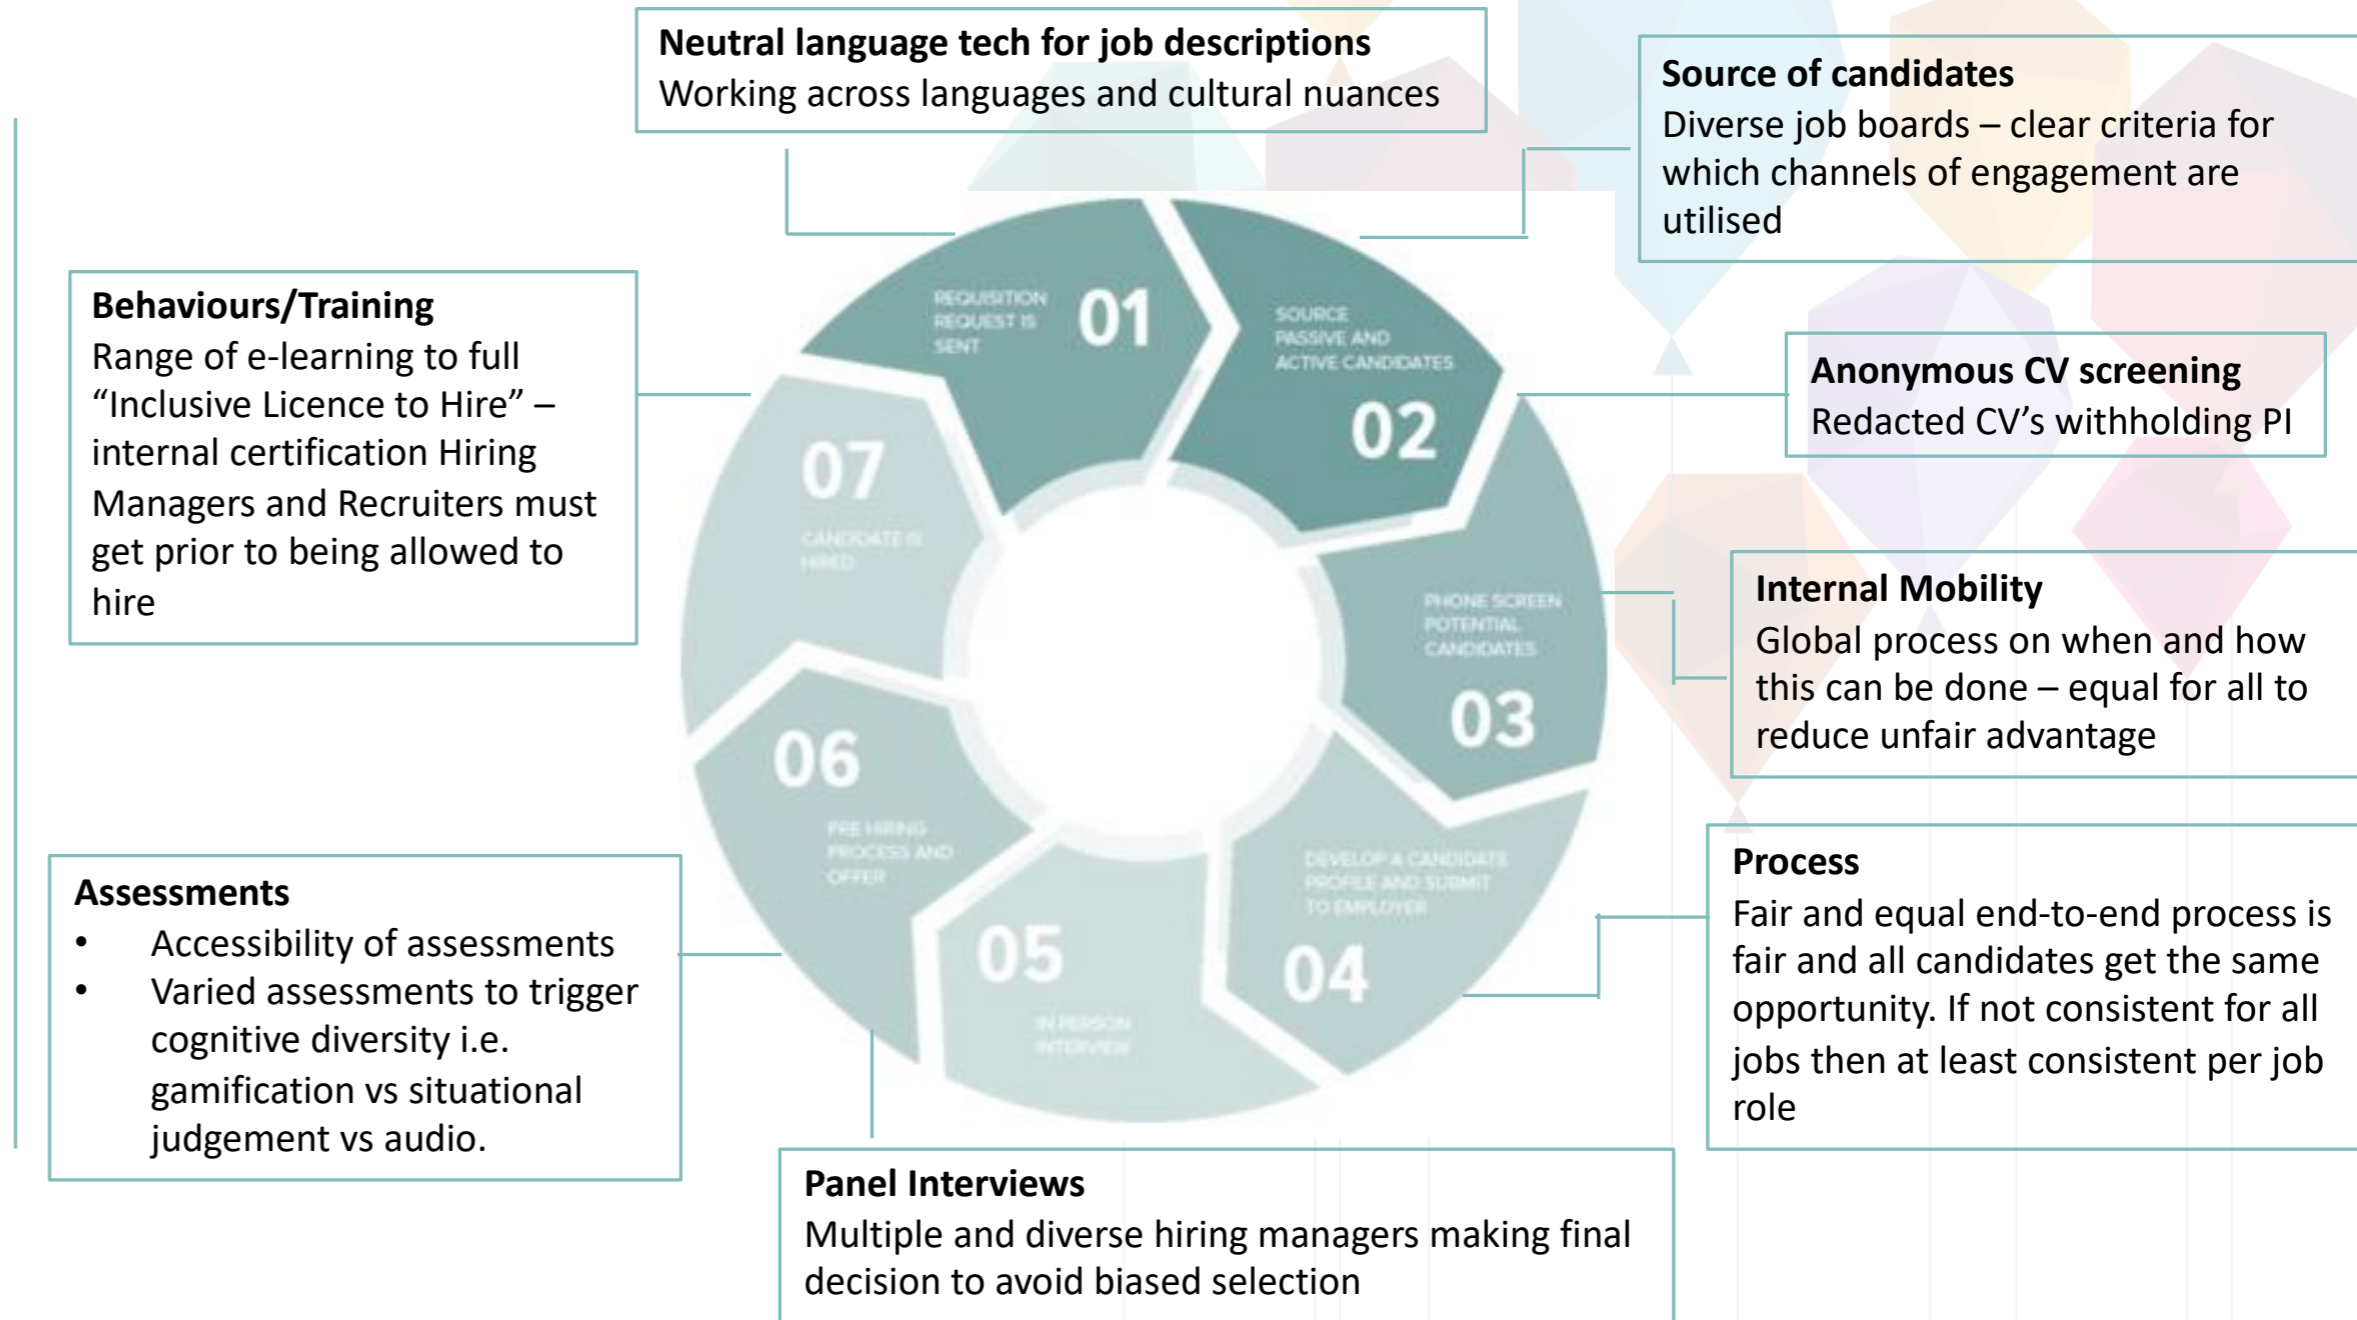 Neutral language tech for job descriptions
Working across languages and cultural nuances
Source of candidates
Diverse job boards – clear criteria for
which channels of engagement are
utilised
Anonymous CV screening
Redacted CV’s withholding PI
Internal Mobility
Global process on when and how
this can be done – equal for all to
reduce unfair advantage
Process
Fair and equal end-to-end process is
fair and all candidates get the same
opportunity. If not consistent for all
jobs then at least consistent per job
role
Panel Interviews
Multiple and diverse hiring managers making final
decision to avoid biased selection
Assessments
• Accessibility of assessments
• Varied assessments to trigger
cognitive diversity i.e.
gamification vs situational
judgement vs audio.
Behaviours/Training
Range of e-learning to full
“Inclusive Licence to Hire” –
internal certification Hiring
Managers and Recruiters must
get prior to being allowed to
hire
01
REQUISITION
REQUEST IS
SENT
02
SOURCE
PASSIVE AND
ACTIVE CANDIDATES
03
PHONE SCREEN
POTENTIAL
CANDIDATES
04
DEVELOP A CANDIDATE
PROFILE AND SUBMIT
TO EMPLOYER
05
IN PERSON
INTERVIEW
06
PRE HIRING
PROCESS AND
OFFER
07
CANDIDATE IS
HIRED